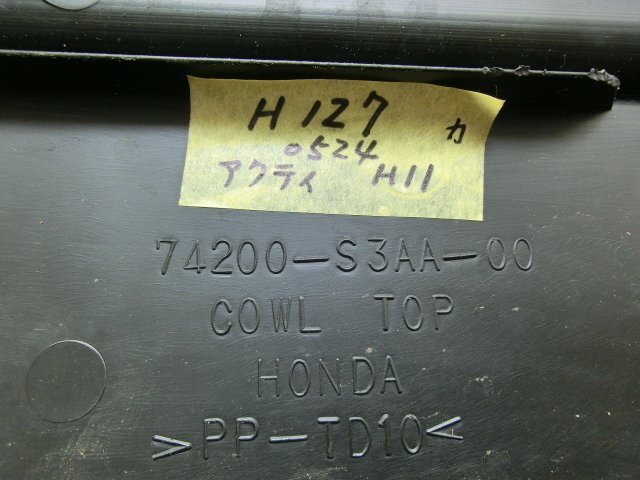 H127 カ
0524
アクティ H11
74200-S3AA-00
COWL TOP
HONDA
>PP-TD10<